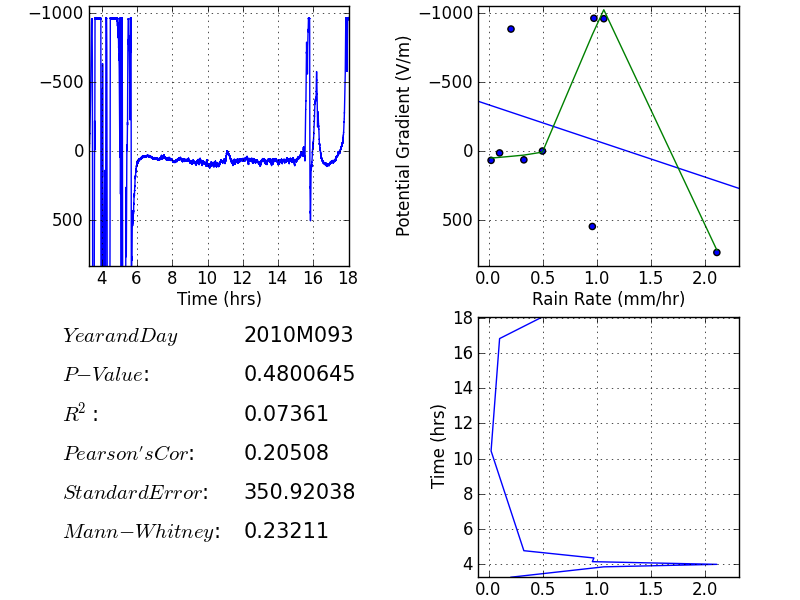 −1000
−500
0
500
4 6 8 10 12 14 16 18
Time (hrs)
Potential Gradient (V/m)
−1000
−500
0
500
0.0 0.5 1.0 1.5 2.0
Rain Rate (mm/hr)
YearandDay 2010M093
P−Value: 0.4800645
R²: 0.07361
Pearson'sCor: 0.20508
StandardError: 350.92038
Mann−Whitney: 0.23211
Time (hrs)
18
16
14
12
10
8
6
4
0.0 0.5 1.0 1.5 2.0